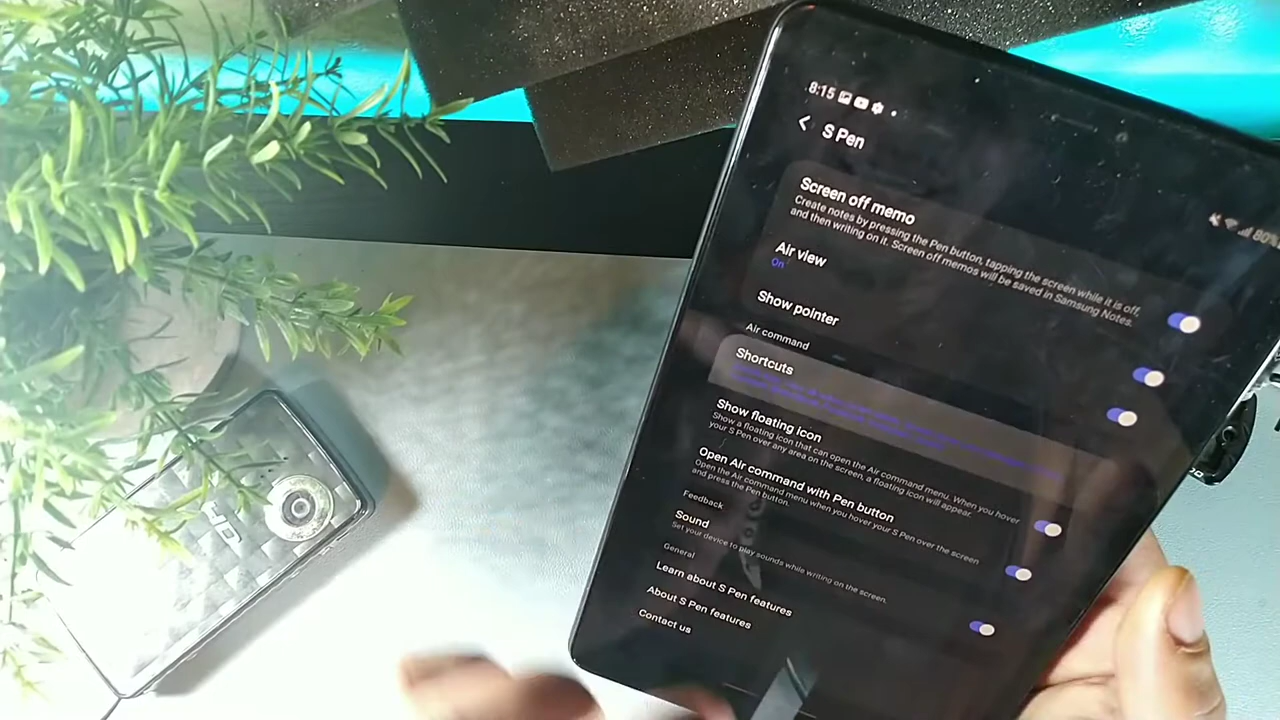 8:15
80%
S Pen
Screen off memo
Create notes by pressing the Pen button, tapping the screen while it is off,
and then writing on it. Screen off memos will be saved in Samsung Notes.
Air view
On
Show pointer
Air command
Shortcuts
Show floating icon
Show a floating icon that can open the Air command menu. When you hover
your S Pen over any area on the screen, a floating icon will appear.
Open Air command with Pen button
Open the Air command menu when you hover your S Pen over the screen
and press the Pen button.
Feedback
Sound
Set your device to play sounds while writing on the screen.
General
Learn about S Pen features
About S Pen features
Contact us